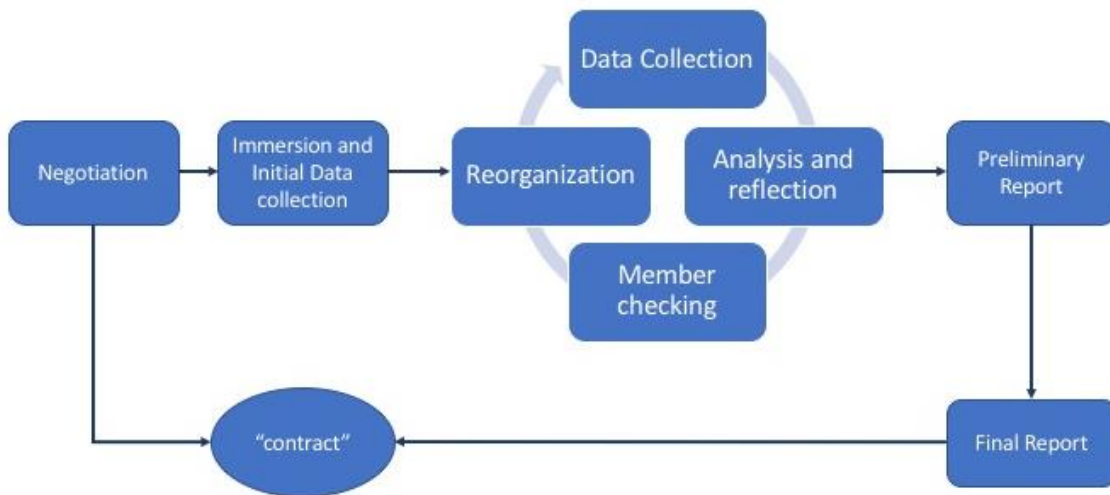 Data Collection
Negotiation
Immersion and
Initial Data
collection
Reorganization
Analysis and
reflection
Preliminary
Report
Member
checking
“contract”
Final Report